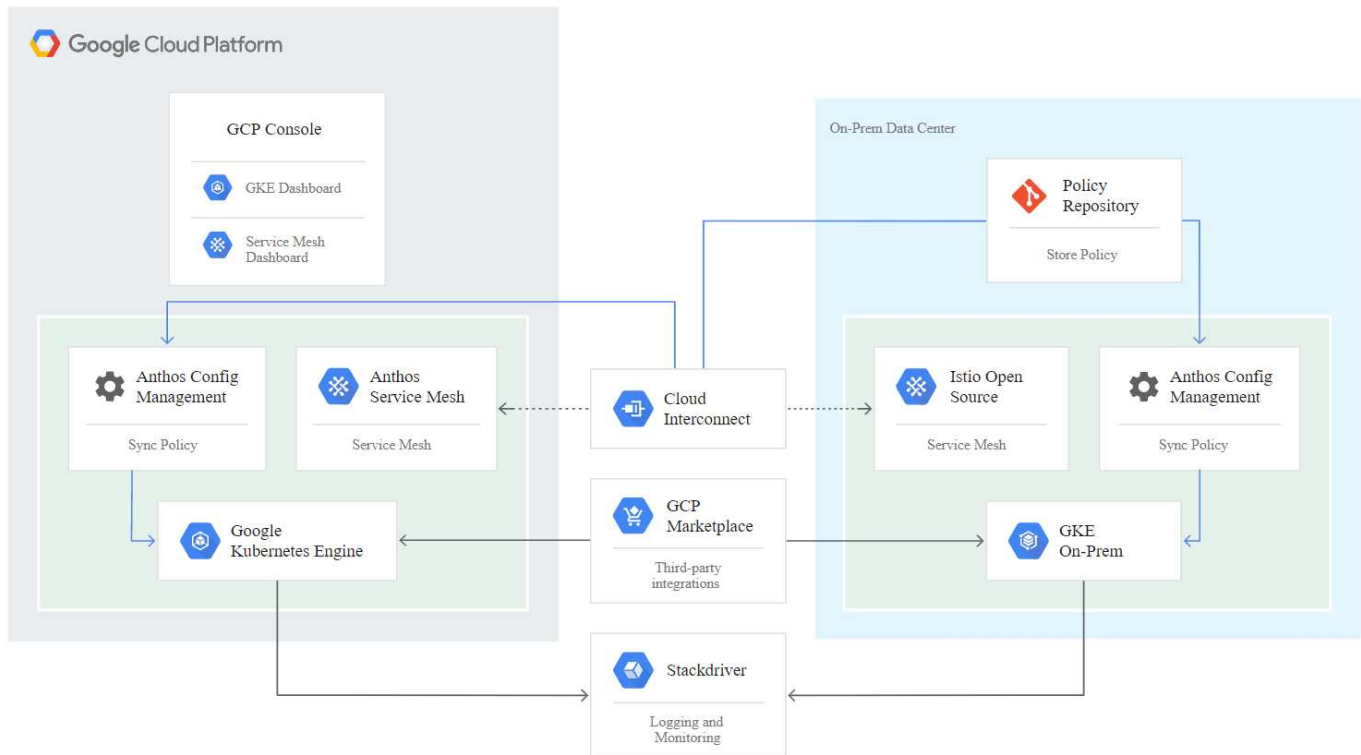 Google Cloud Platform
GCP Console
GKE Dashboard
Service Mesh
Dashboard
On-Prem Data Center
Policy
Repository
Store Policy
Anthos Config
Management
Sync Policy
Anthos
Service Mesh
Service Mesh
Cloud
Interconnect
Istio Open
Source
Service Mesh
Anthos Config
Management
Sync Policy
Google
Kubernetes Engine
GCP
Marketplace
Third-party
integrations
GKE
On-Prem
Stackdriver
Logging and
Monitoring